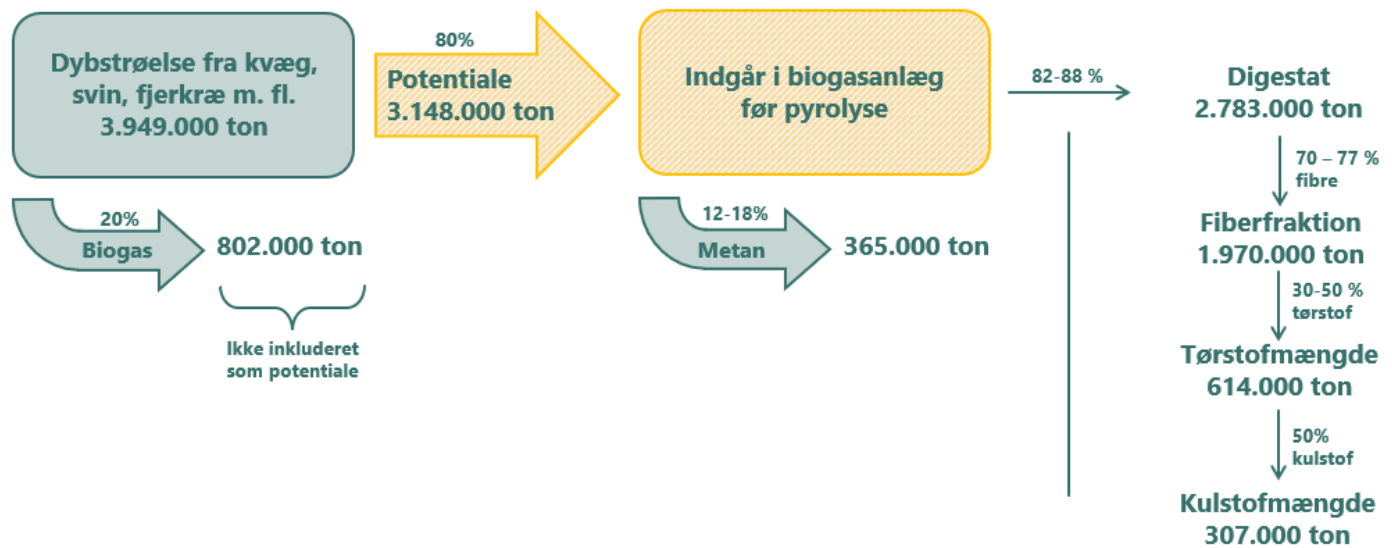 Dybstrøelse fra kvæg,
svin, fjerkræ m. fl.
3.949.000 ton
80%
Potentiale
3.148.000 ton
Indgår i biogasanlæg
før pyrolyse
82-88 %
Digestat
2.783.000 ton
20%
Biogas
802.000 ton
Ikke inkluderet
som potentiale
12-18%
Metan
365.000 ton
70 – 77 %
fibre
Fiberfraktion
1.970.000 ton
30-50 %
tørstof
Tørstofmængde
614.000 ton
50%
kulstof
Kulstofmængde
307.000 ton